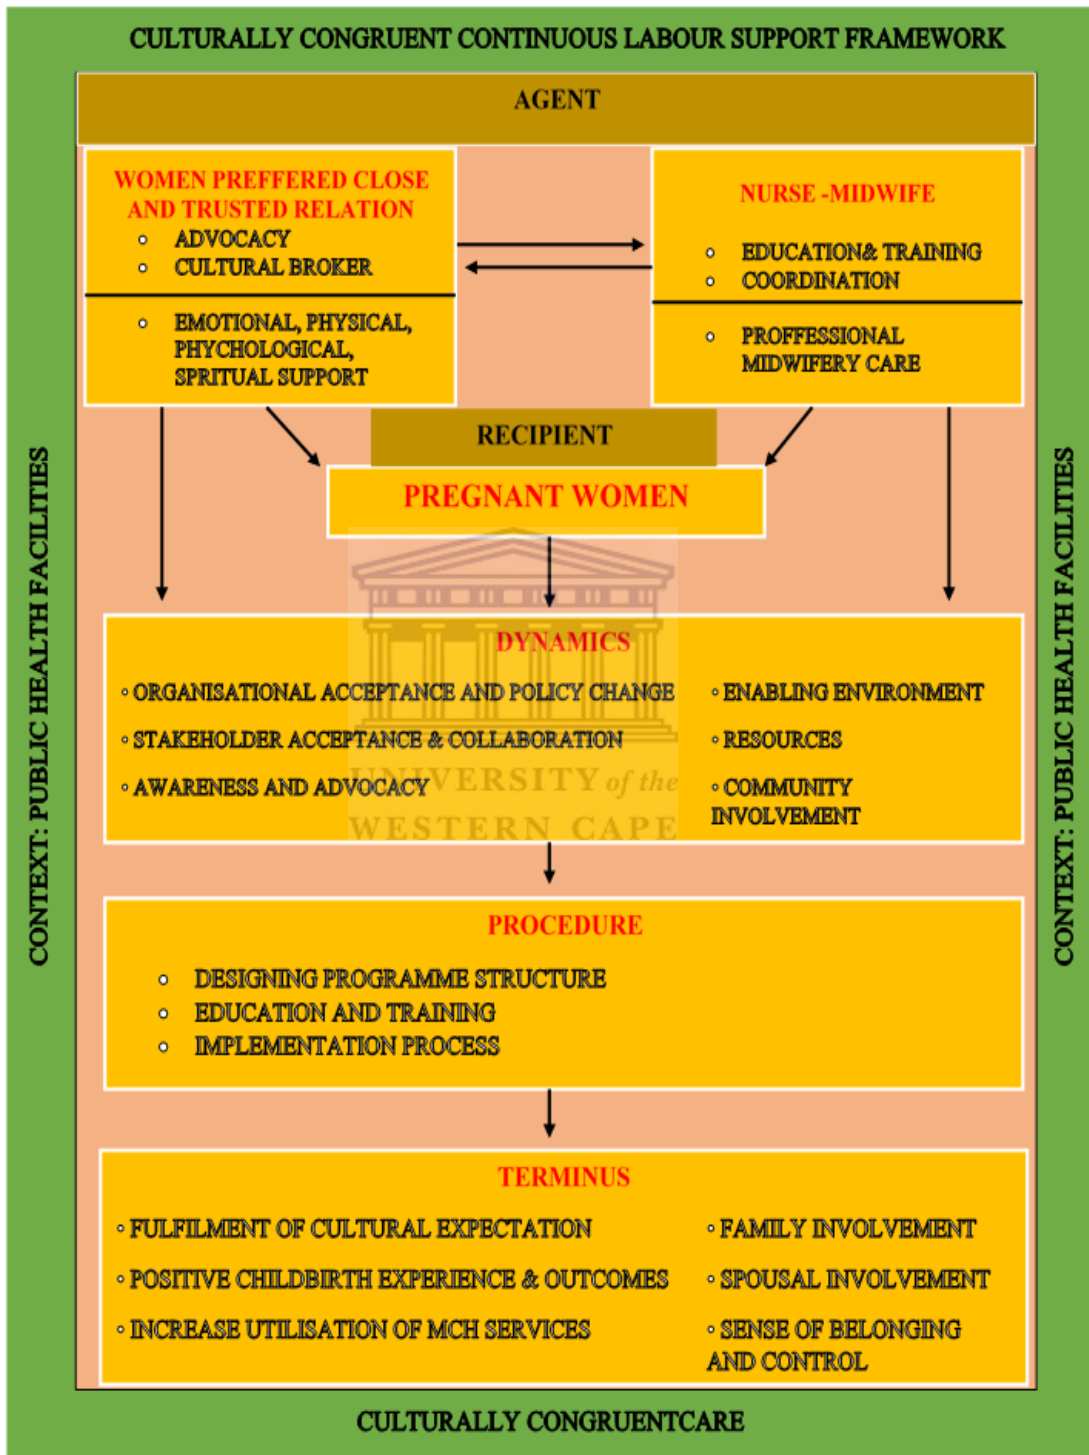 CULTURALLY CONGRUENT CONTINUOUS LABOUR SUPPORT FRAMEWORK
AGENT
WOMEN PREFFERED CLOSE
AND TRUSTED RELATION
◦ ADVOCACY
◦ CULTURAL BROKER
◦ EMOTIONAL, PHYSICAL,
PHYCHOLOGICAL,
SPRITUAL SUPPORT
NURSE -MIDWIFE
◦ EDUCATION& TRAINING
◦ COORDINATION
◦ PROFFESSIONAL
MIDWIFERY CARE
RECIPIENT
PREGNANT WOMEN
CONTEXT: PUBLIC HEALTH FACILITIES
CONTEXT: PUBLIC HEALTH FACILITIES
DYNAMICS
◦ ORGANISATIONAL ACCEPTANCE AND POLICY CHANGE
◦ STAKEHOLDER ACCEPTANCE & COLLABORATION
◦ AWARENESS AND ADVOCACY
◦ ENABLING ENVIRONMENT
◦ RESOURCES
◦ COMMUNITY
INVOLVEMENT
UNIVERSITY of the
WESTERN CAPE
PROCEDURE
◦ DESIGNING PROGRAMME STRUCTURE
◦ EDUCATION AND TRAINING
◦ IMPLEMENTATION PROCESS
TERMINUS
◦ FULFILMENT OF CULTURAL EXPECTATION
◦ POSITIVE CHILDBIRTH EXPERIENCE & OUTCOMES
◦ INCREASE UTILISATION OF MCH SERVICES
◦ FAMILY INVOLVEMENT
◦ SPOUSAL INVOLVEMENT
◦ SENSE OF BELONGING
AND CONTROL
CULTURALLY CONGRUENTCARE